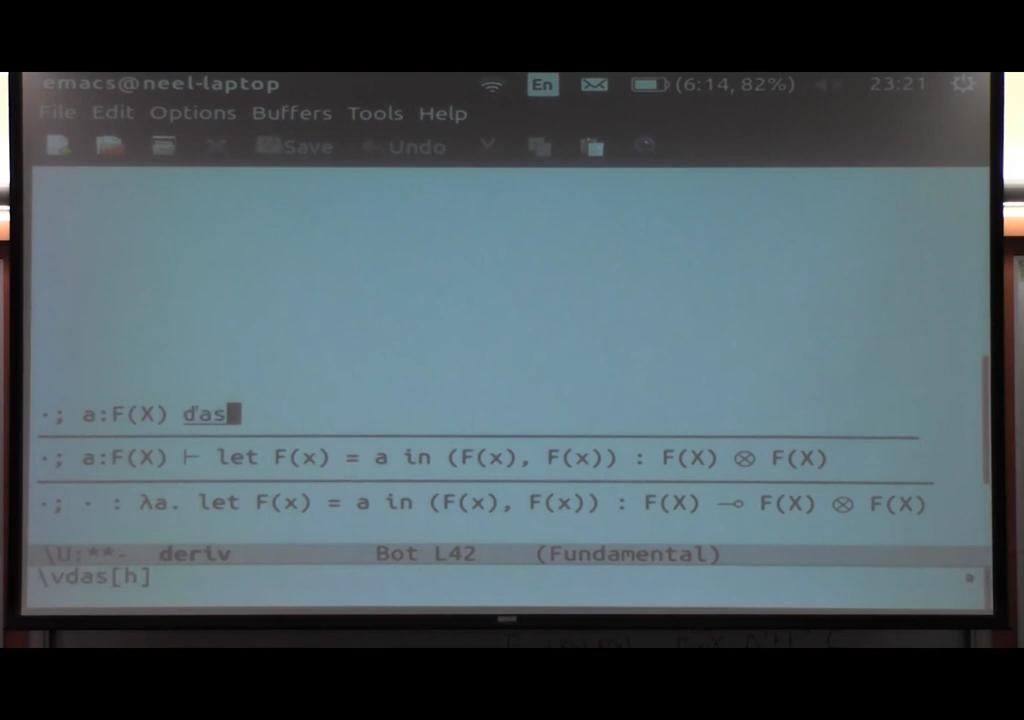 emacs@neel-laptop En (6:14, 82%) 23:21
File Edit Options Buffers Tools Help
Save Undo
·; a:F(X) ďas
·; a:F(X) ⊢ let F(x) = a in (F(x), F(x)) : F(X) ⊗ F(X)
·; · : λa. let F(x) = a in (F(x), F(x)) : F(X) ⊸ F(X) ⊗ F(X)
\U:**- deriv Bot L42 (Fundamental)
\vdas[h]